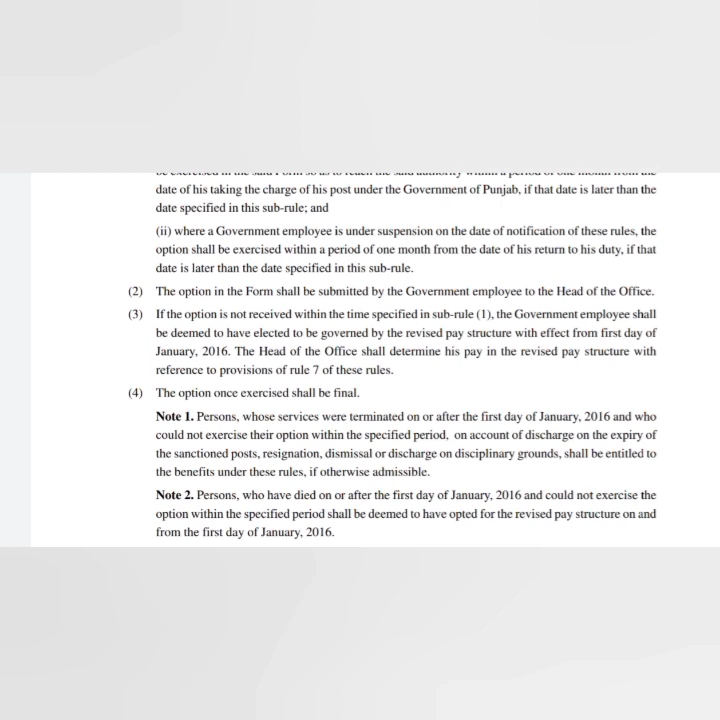 date of his taking the charge of his post under the Government of Punjab, if that date is later than the
date specified in this sub-rule; and
(ii) where a Government employee is under suspension on the date of notification of these rules, the
option shall be exercised within a period of one month from the date of his return to his duty, if that
date is later than the date specified in this sub-rule.
(2) The option in the Form shall be submitted by the Government employee to the Head of the Office.
(3) If the option is not received within the time specified in sub-rule (1), the Government employee shall
be deemed to have elected to be governed by the revised pay structure with effect from first day of
January, 2016. The Head of the Office shall determine his pay in the revised pay structure with
reference to provisions of rule 7 of these rules.
(4) The option once exercised shall be final.
Note 1. Persons, whose services were terminated on or after the first day of January, 2016 and who
could not exercise their option within the specified period, on account of discharge on the expiry of
the sanctioned posts, resignation, dismissal or discharge on disciplinary grounds, shall be entitled to
the benefits under these rules, if otherwise admissible.
Note 2. Persons, who have died on or after the first day of January, 2016 and could not exercise the
option within the specified period shall be deemed to have opted for the revised pay structure on and
from the first day of January, 2016.